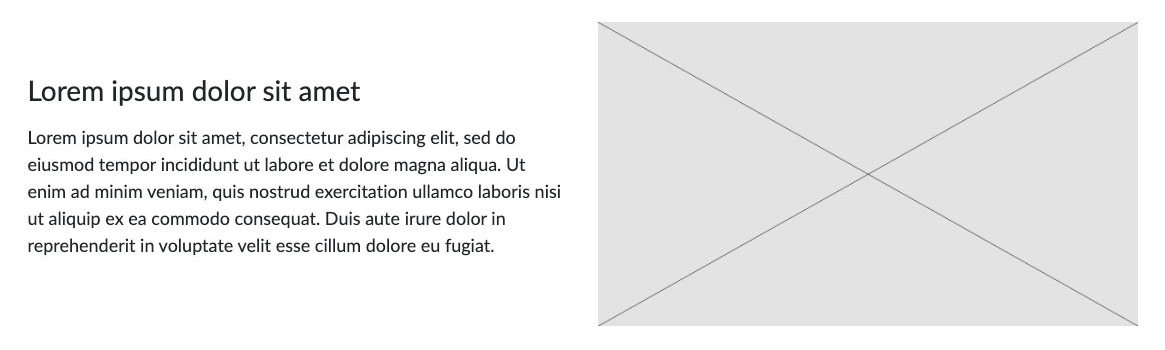 Lorem ipsum dolor sit amet
Lorem ipsum dolor sit amet, consectetur adipiscing elit, sed do
eiusmod tempor incididunt ut labore et dolore magna aliqua. Ut
enim ad minim veniam, quis nostrud exercitation ullamco laboris nisi
ut aliquip ex ea commodo consequat. Duis aute irure dolor in
reprehenderit in voluptate velit esse cillum dolore eu fugiat.